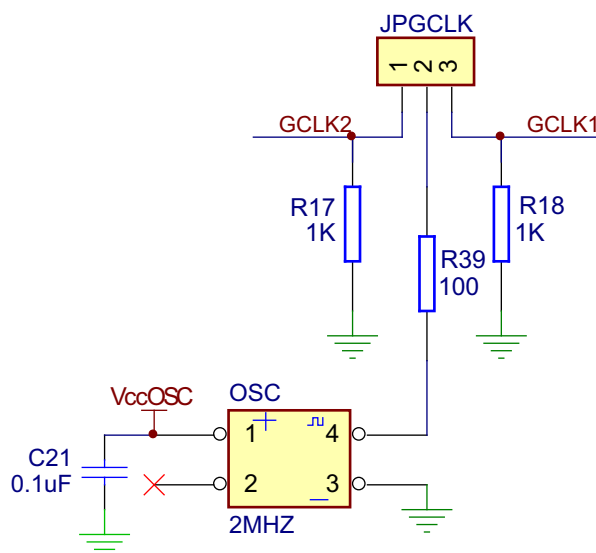 JPGCLK
1 2 3
GCLK2 GCLK1
R17
1K
R18
1K
R39
100
VccOSC
OSC
1 4
C21
0.1uF
2 3
2MHZ